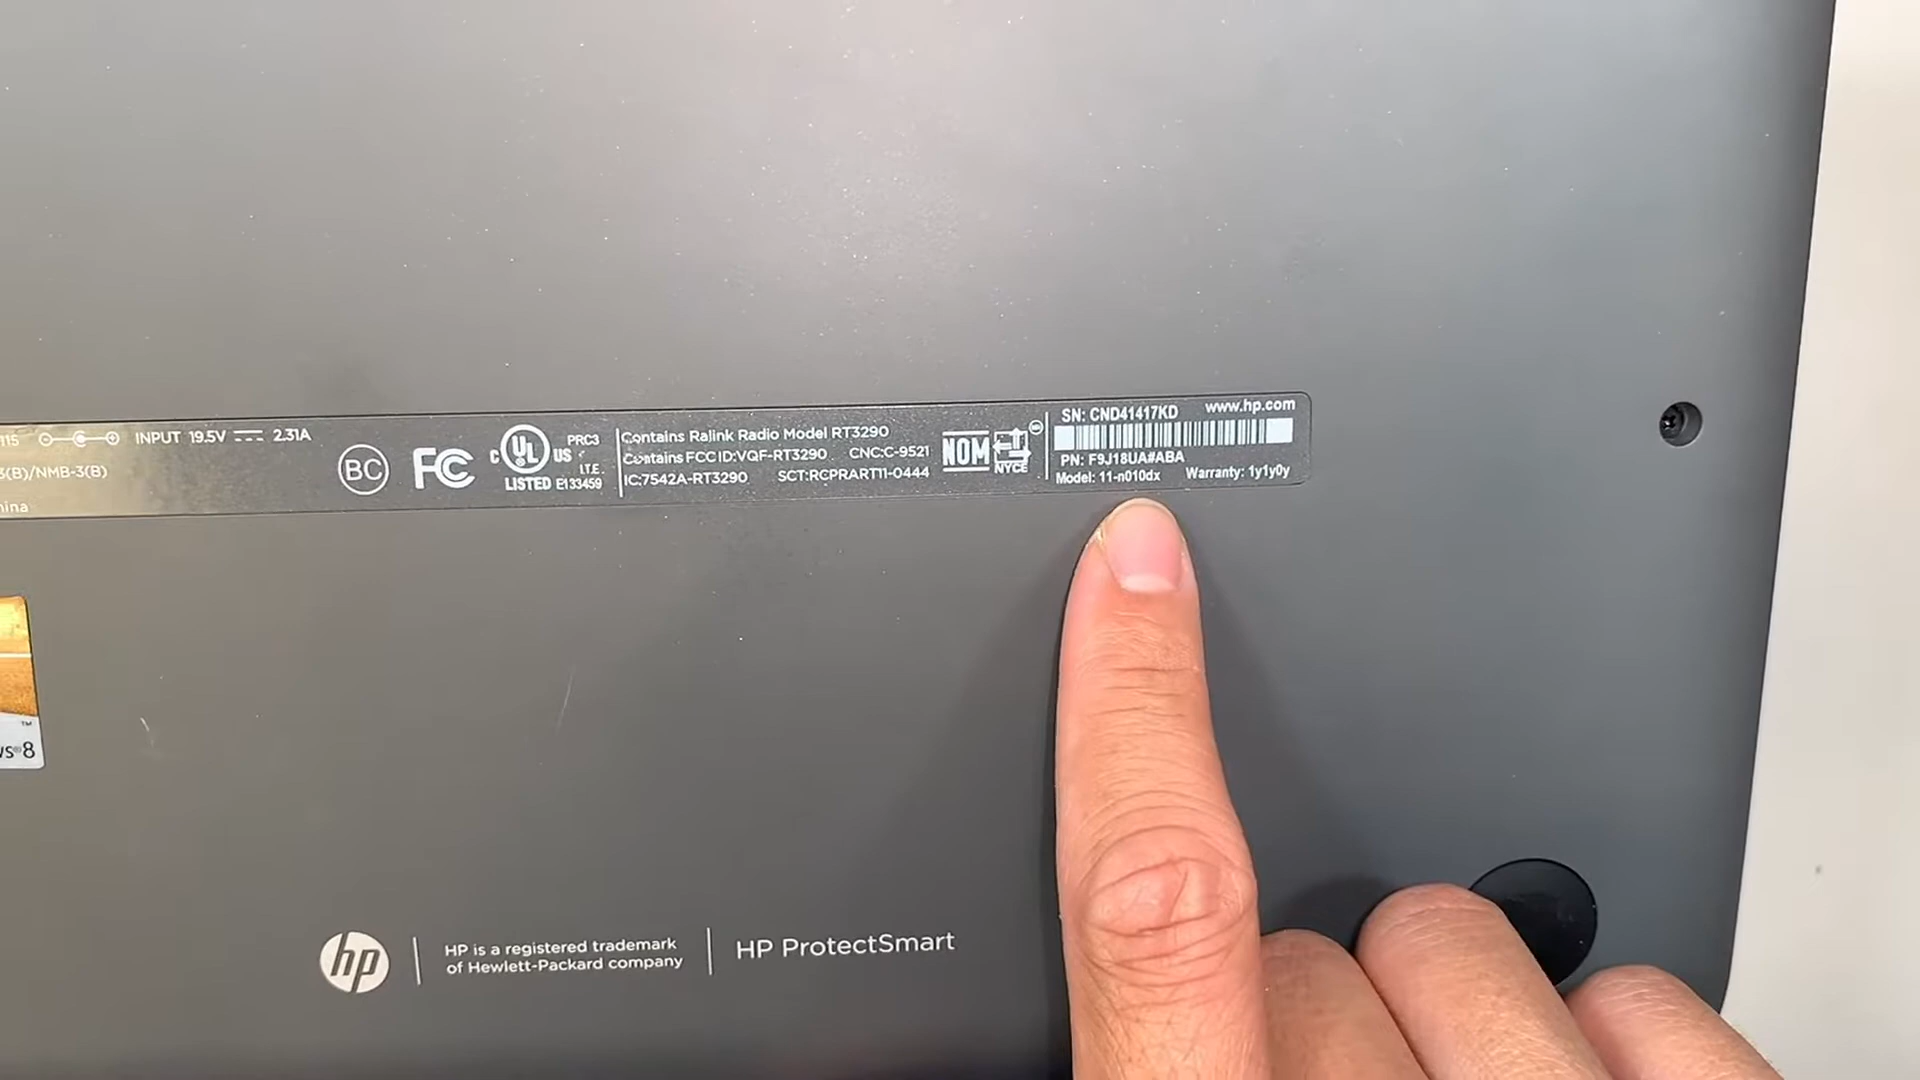 115 INPUT 19.5V 2.31A
3(B)/NMB-3(B)
BC
FC
C UL US
LISTED
PRC3
I.T.E.
E133459
Contains Ralink Radio Model RT3290
Contains FCC ID:VQF-RT3290 CNC:C-9521
IC:7542A-RT3290 SCT:RCPRART11-0444
NOM
NYCE
SN: CND41417KD www.hp.com
PN: F9J18UA#ABA
Model: 11-n010dx Warranty: 1y1y0y
ws®8
hp
HP is a registered trademark
of Hewlett-Packard company
HP ProtectSmart